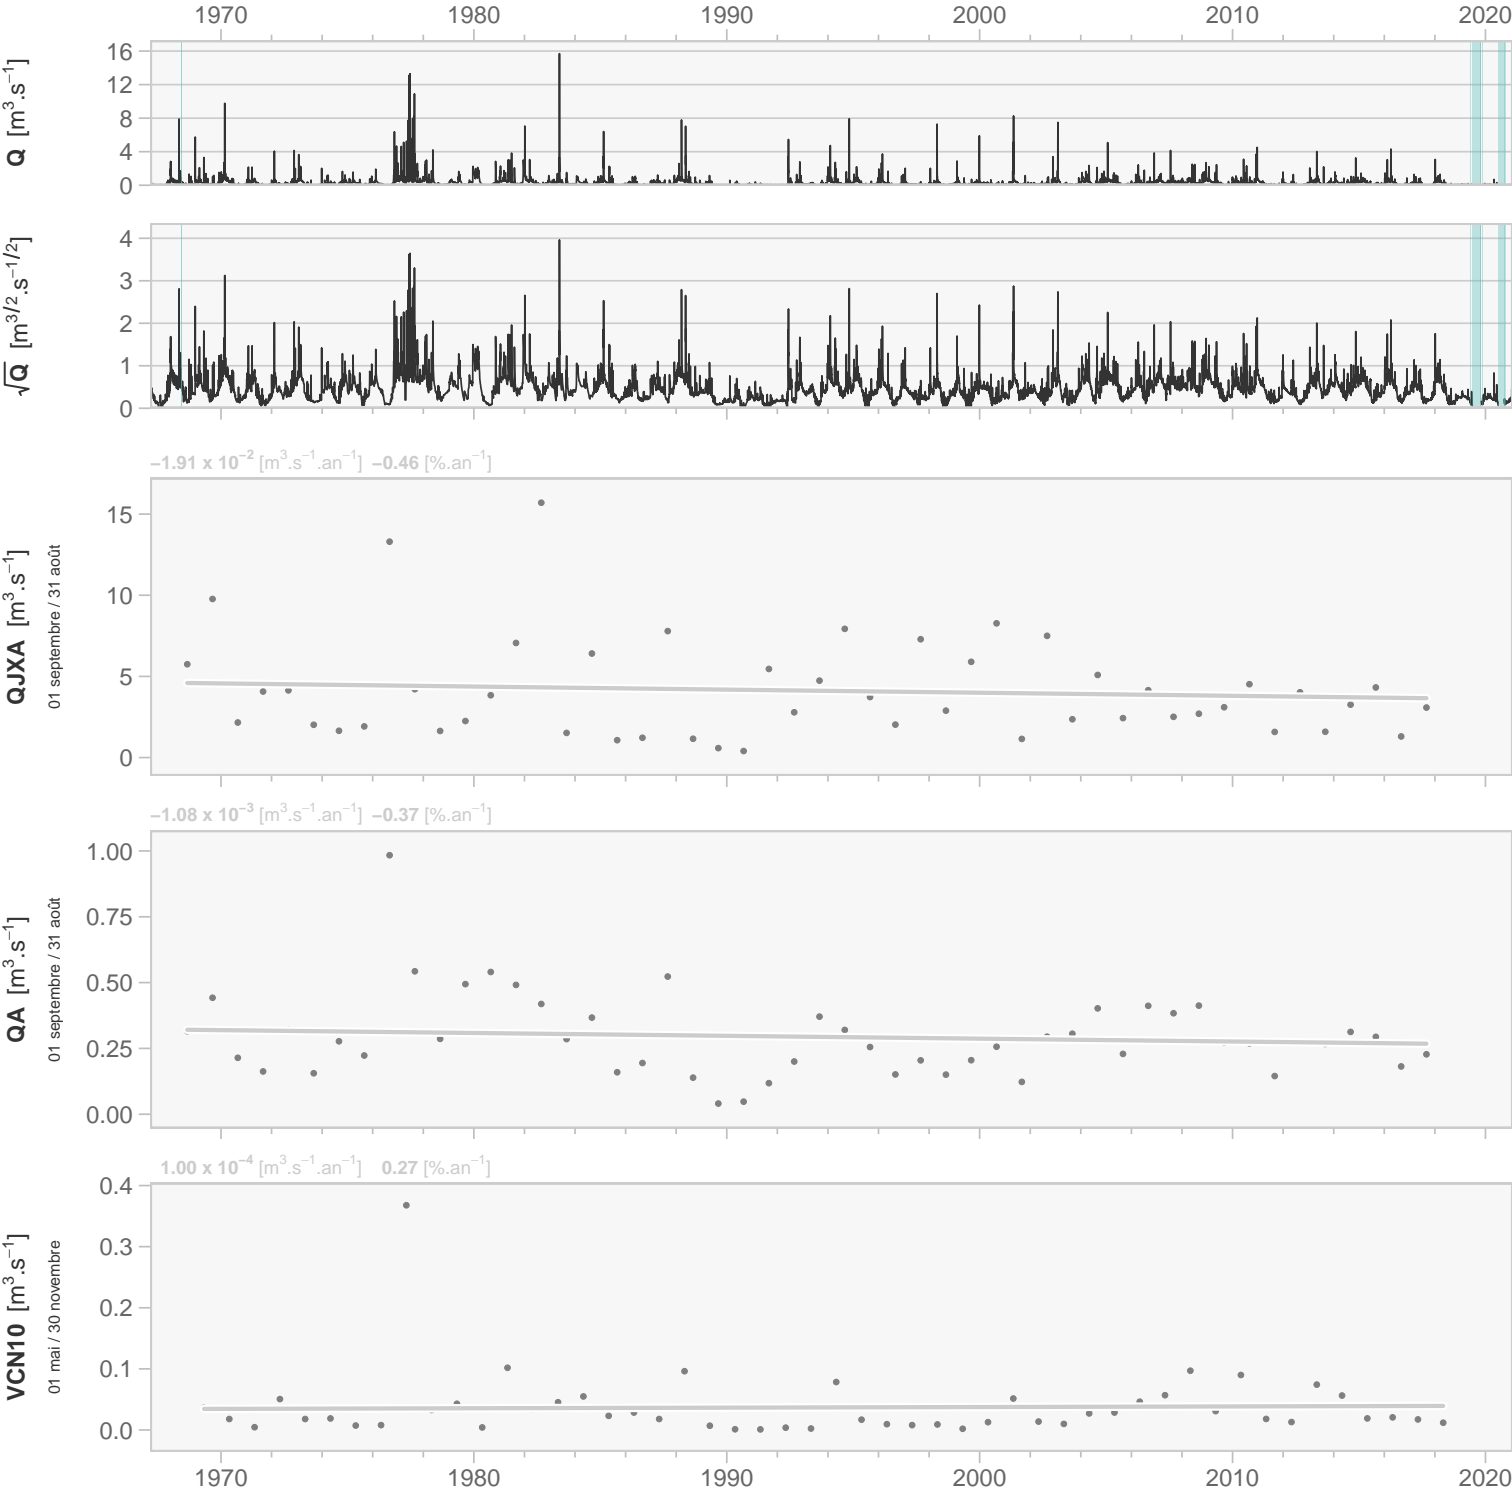 1970 1980 1990 2000 2010 2020
Q [m³.s⁻¹]
16
12
8
4
0
√Q [m³ᐟ².s⁻¹ᐟ²]
4
3
2
1
0
−1.91 x 10⁻² [m³.s⁻¹.an⁻¹] −0.46 [%.an⁻¹]
QJXA [m³.s⁻¹]
01 septembre / 31 août
15
10
5
0
−1.08 x 10⁻³ [m³.s⁻¹.an⁻¹] −0.37 [%.an⁻¹]
QA [m³.s⁻¹]
01 septembre / 31 août
1.00
0.75
0.50
0.25
0.00
1.00 x 10⁻⁴ [m³.s⁻¹.an⁻¹] 0.27 [%.an⁻¹]
VCN10 [m³.s⁻¹]
01 mai / 30 novembre
0.4
0.3
0.2
0.1
0.0
1970 1980 1990 2000 2010 2020